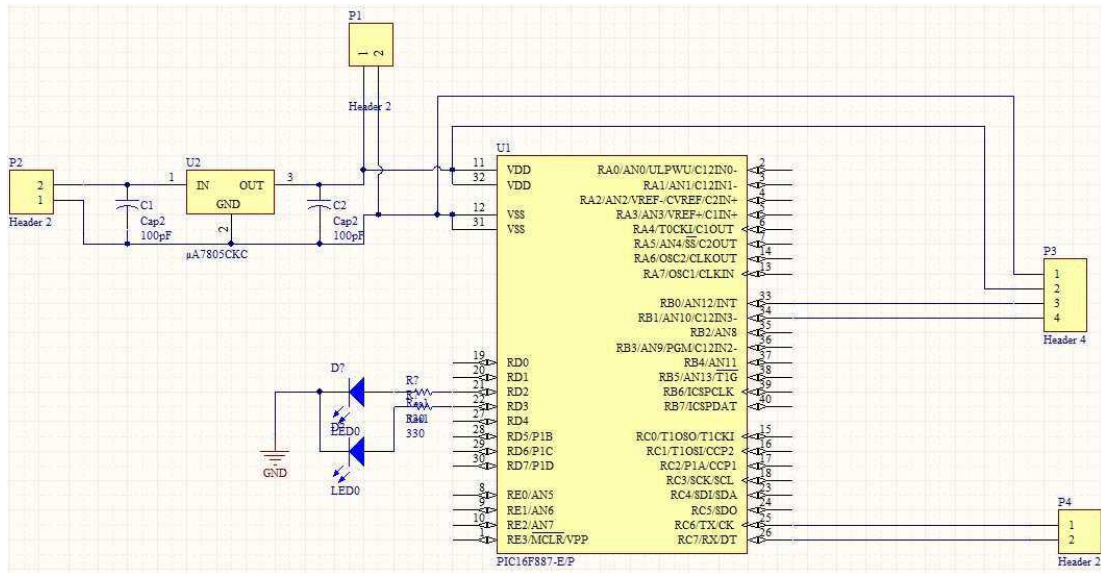 P1
1
2
Header 2
P2
2
1
Header 2
C1
Cap2
100pF
U2
1
IN
OUT
3
GND
2
µA7805CKC
C2
Cap2
100pF
U1
11
VDD
32
VDD
12
VSS
31
VSS
19
RD0
20
RD1
21
RD2
22
RD3
27
RD4
28
RD5/P1B
29
RD6/P1C
30
RD7/P1D
8
RE0/AN5
9
RE1/AN6
10
RE2/AN7
1
RE3/MCLR/VPP
RA0/AN0/ULPWU/C12IN0-
2
RA1/AN1/C12IN1-
3
RA2/AN2/VREF-/CVREF/C2IN+
4
RA3/AN3/VREF+/C1IN+
5
RA4/T0CKI/C1OUT
6
RA5/AN4/SS/C2OUT
7
RA6/OSC2/CLKOUT
14
RA7/OSC1/CLKIN
13
RB0/AN12/INT
33
RB1/AN10/C12IN3-
34
RB2/AN8
35
RB3/AN9/PGM/C12IN2-
36
RB4/AN11
37
RB5/AN13/T1G
38
RB6/ICSPCLK
39
RB7/ICSPDAT
40
RC0/T1OSO/T1CKI
15
RC1/T1OSI/CCP2
16
RC2/P1A/CCP1
17
RC3/SCK/SCL
18
RC4/SDI/SDA
23
RC5/SDO
24
RC6/TX/CK
25
RC7/RX/DT
26
PIC16F887-E/P
D?
LED0
LED0
R?
330
GND
P3
1
2
3
4
Header 4
P4
1
2
Header 2